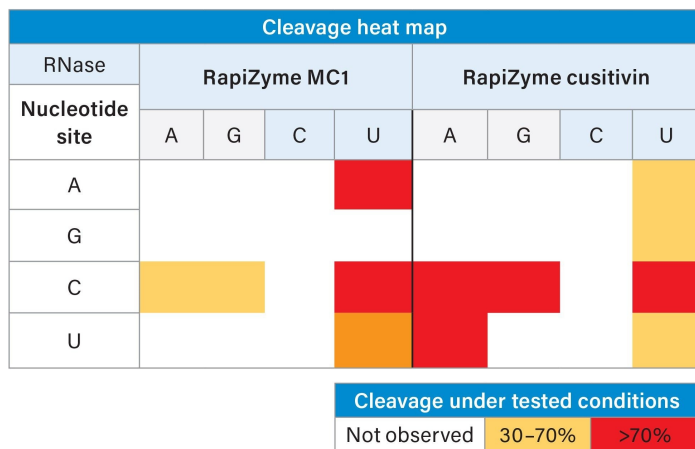 Cleavage heat map
RNase
RapiZyme MC1
RapiZyme cusitivin
Nucleotide
site
A G C U A G C U
A
G
C
U
Cleavage under tested conditions
Not observed 30–70% >70%